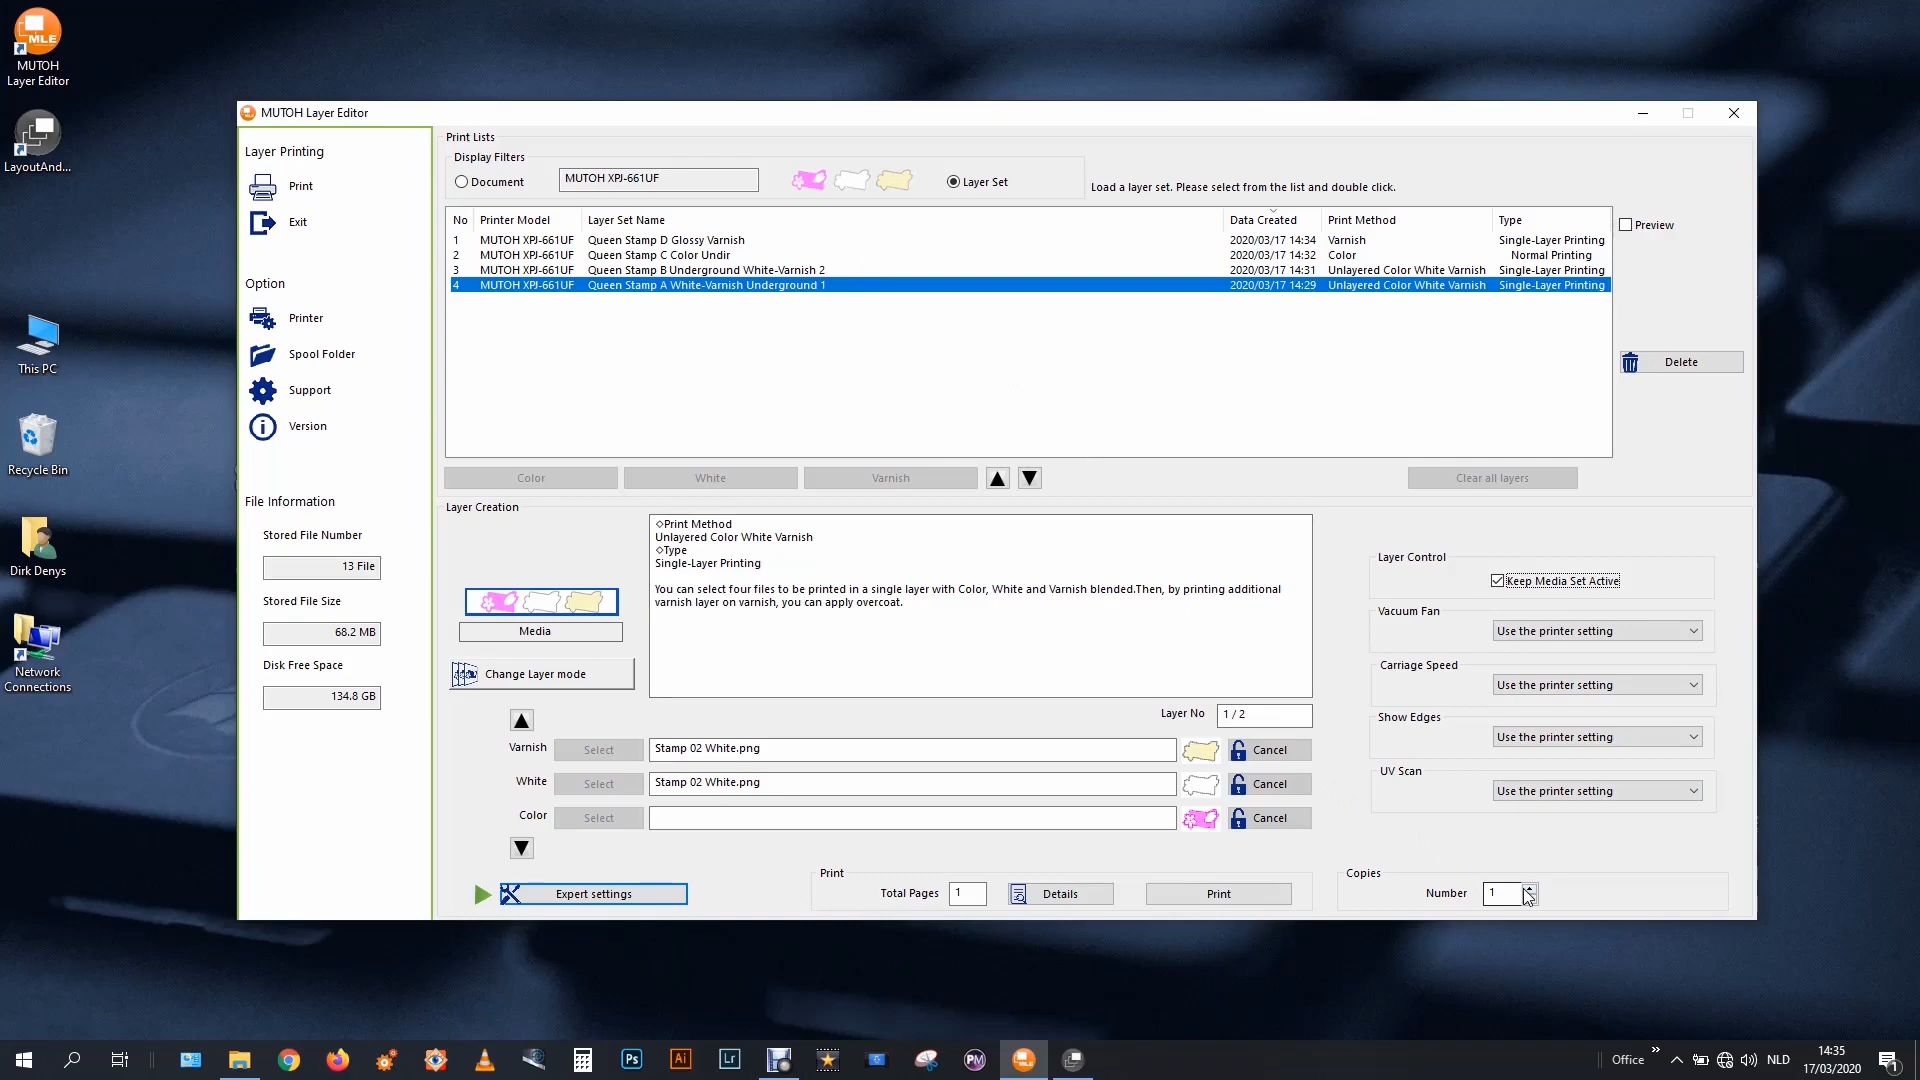 MLE
MUTOH
Layer Editor
LayoutAnd...
This PC
Recycle Bin
Dirk Denys
Network
Connections
MUTOH Layer Editor
Layer Printing
Print
Exit
Option
Printer
Spool Folder
Support
Version
File Information
Stored File Number
13 File
Stored File Size
68.2 MB
Disk Free Space
134.8 GB
Print Lists
Display Filters
Document
MUTOH XPJ-661UF
Layer Set
Load a layer set. Please select from the list and double click.
No Printer Model Layer Set Name Data Created Print Method Type
1 MUTOH XPJ-661UF Queen Stamp D Glossy Varnish 2020/03/17 14:34 Varnish Single-Layer Printing
2 MUTOH XPJ-661UF Queen Stamp C Color Undir 2020/03/17 14:32 Color Normal Printing
3 MUTOH XPJ-661UF Queen Stamp B Underground White-Varnish 2 2020/03/17 14:31 Unlayered Color White Varnish Single-Layer Printing
4 MUTOH XPJ-661UF Queen Stamp A White-Varnish Underground 1 2020/03/17 14:29 Unlayered Color White Varnish Single-Layer Printing
Preview
Delete
Color White Varnish Clear all layers
Layer Creation
◇Print Method
Unlayered Color White Varnish
◇Type
Single-Layer Printing
You can select four files to be printed in a single layer with Color, White and Varnish blended.Then, by printing additional
varnish layer on varnish, you can apply overcoat.
Media
Change Layer mode
Layer No 1 / 2
Varnish Select Stamp 02 White.png Cancel
White Select Stamp 02 White.png Cancel
Color Select Cancel
Expert settings
Print
Total Pages 1 Details Print
Layer Control
Keep Media Set Active
Vacuum Fan
Use the printer setting
Carriage Speed
Use the printer setting
Show Edges
Use the printer setting
UV Scan
Use the printer setting
Copies
Number 1
Ps
Ai
Lr
PM
Office
NLD
14:35
17/03/2020
1